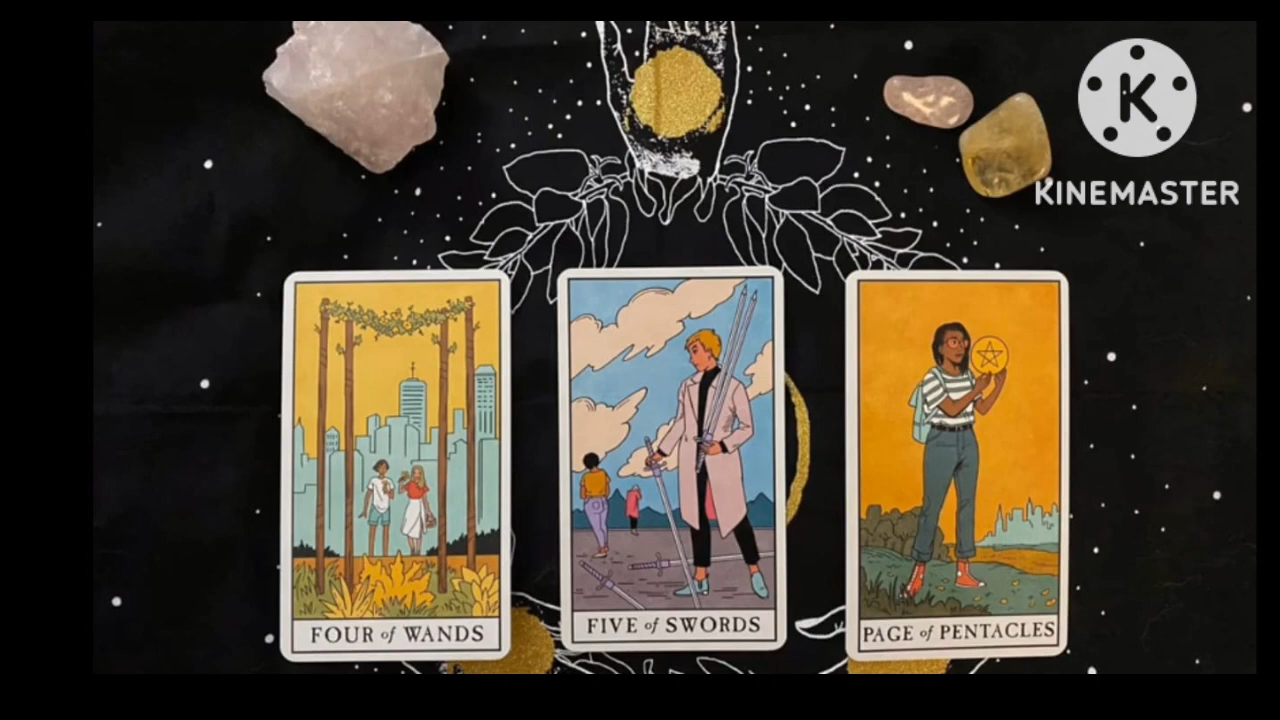 K
KINEMASTER
FOUR of WANDS
FIVE of SWORDS
PAGE of PENTACLES